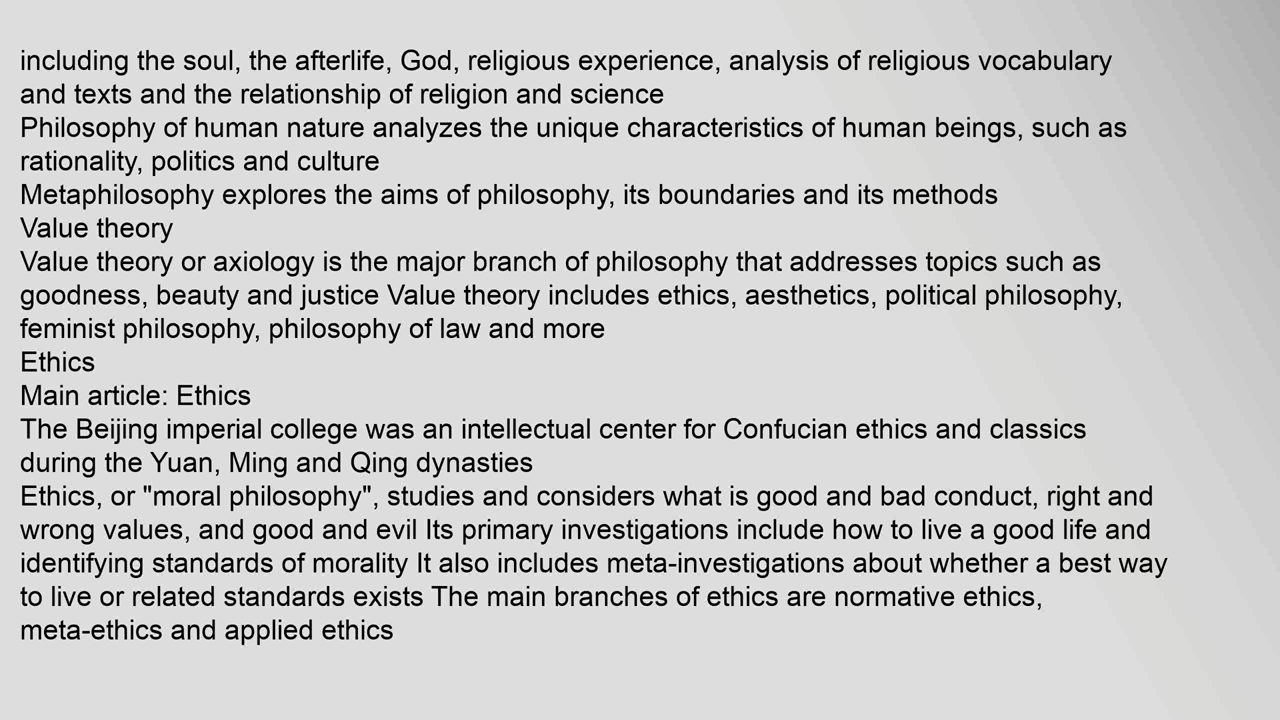 including the soul, the afterlife, God, religious experience, analysis of religious vocabulary
and texts and the relationship of religion and science
Philosophy of human nature analyzes the unique characteristics of human beings, such as
rationality, politics and culture
Metaphilosophy explores the aims of philosophy, its boundaries and its methods
Value theory
Value theory or axiology is the major branch of philosophy that addresses topics such as
goodness, beauty and justice Value theory includes ethics, aesthetics, political philosophy,
feminist philosophy, philosophy of law and more
Ethics
Main article: Ethics
The Beijing imperial college was an intellectual center for Confucian ethics and classics
during the Yuan, Ming and Qing dynasties
Ethics, or "moral philosophy", studies and considers what is good and bad conduct, right and
wrong values, and good and evil Its primary investigations include how to live a good life and
identifying standards of morality It also includes meta-investigations about whether a best way
to live or related standards exists The main branches of ethics are normative ethics,
meta-ethics and applied ethics